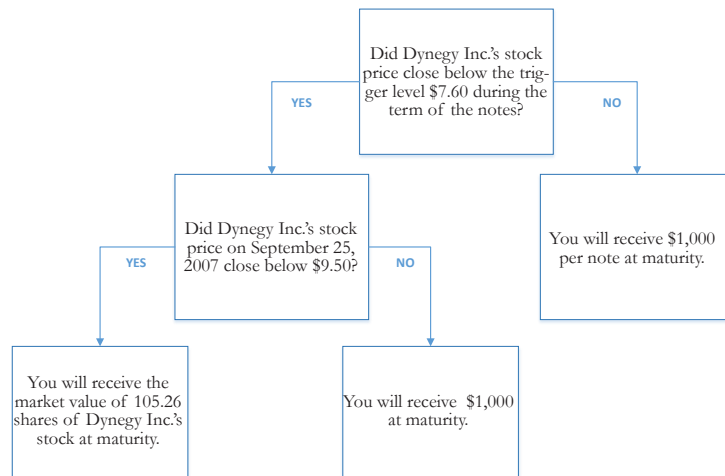 Did Dynegy Inc.'s stock
price close below the trig-
ger level $7.60 during the
term of the notes?
YES
NO
Did Dynegy Inc.'s stock
price on September 25,
2007 close below $9.50?
You will receive $1,000
per note at maturity.
YES
NO
You will receive the
market value of 105.26
shares of Dynegy Inc.'s
stock at maturity.
You will receive $1,000
at maturity.